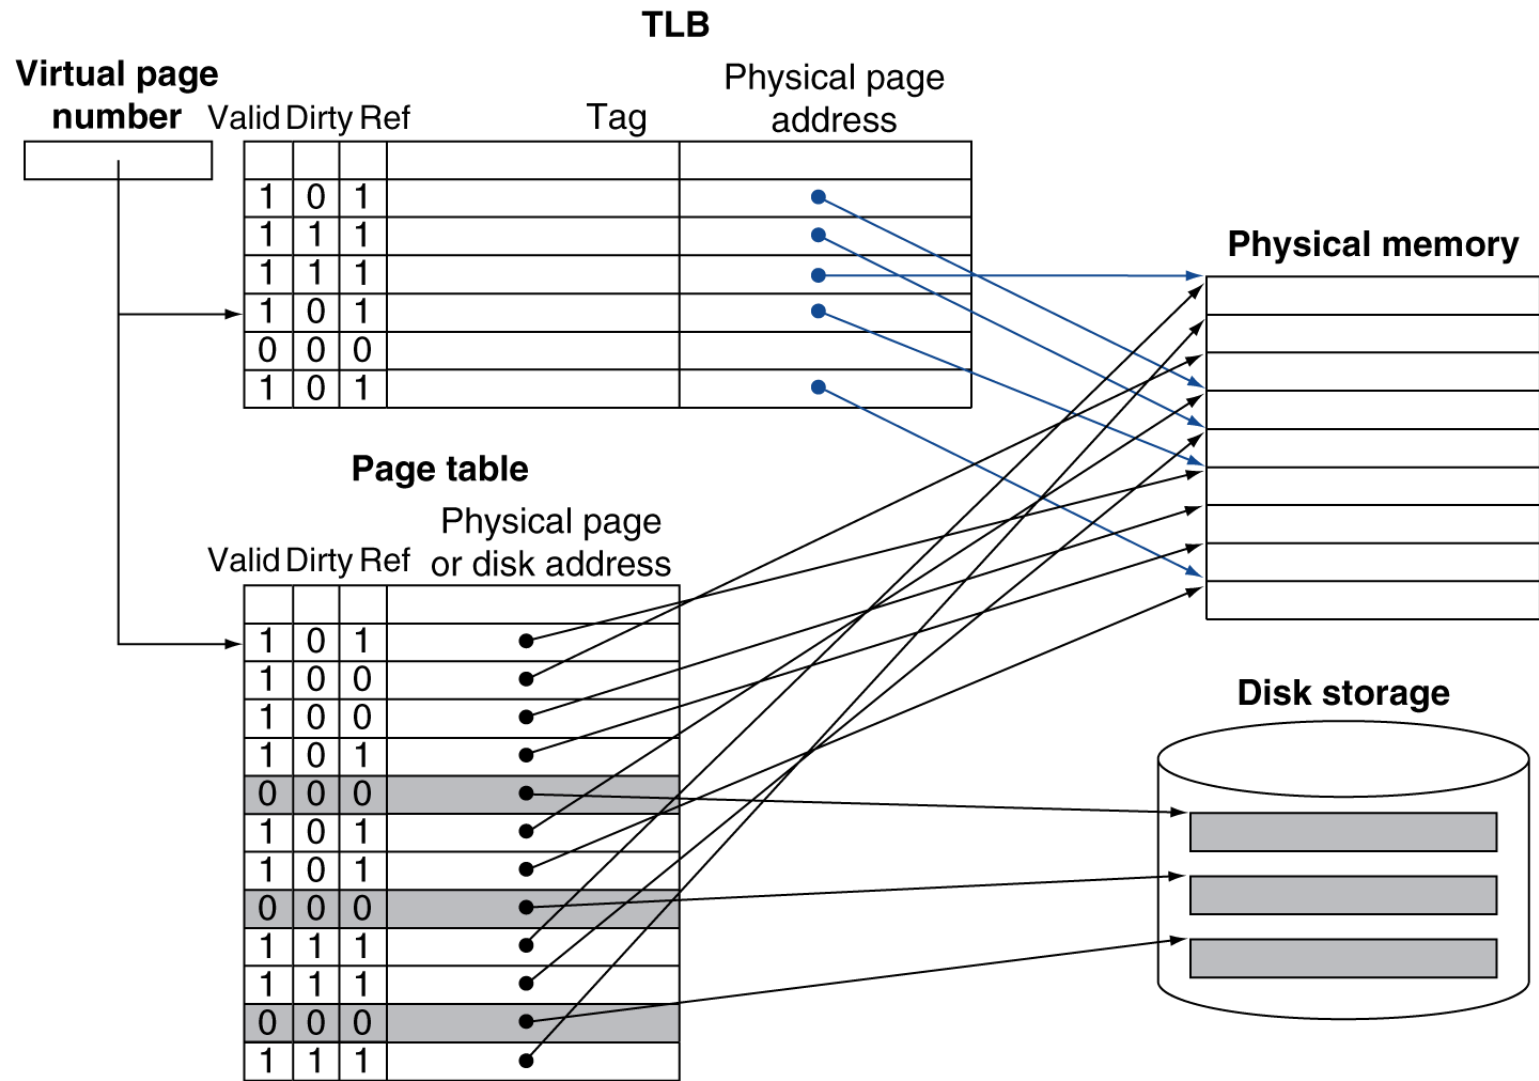 TLB
Virtual page
number
Valid Dirty Ref
Tag
Physical page
address
1 0 1
1 1 1
1 1 1
1 0 1
0 0 0
1 0 1
Physical memory
Page table
Valid Dirty Ref
Physical page
or disk address
1 0 1
1 0 0
1 0 0
1 0 1
0 0 0
1 0 1
1 0 1
0 0 0
1 1 1
1 1 1
0 0 0
1 1 1
Disk storage